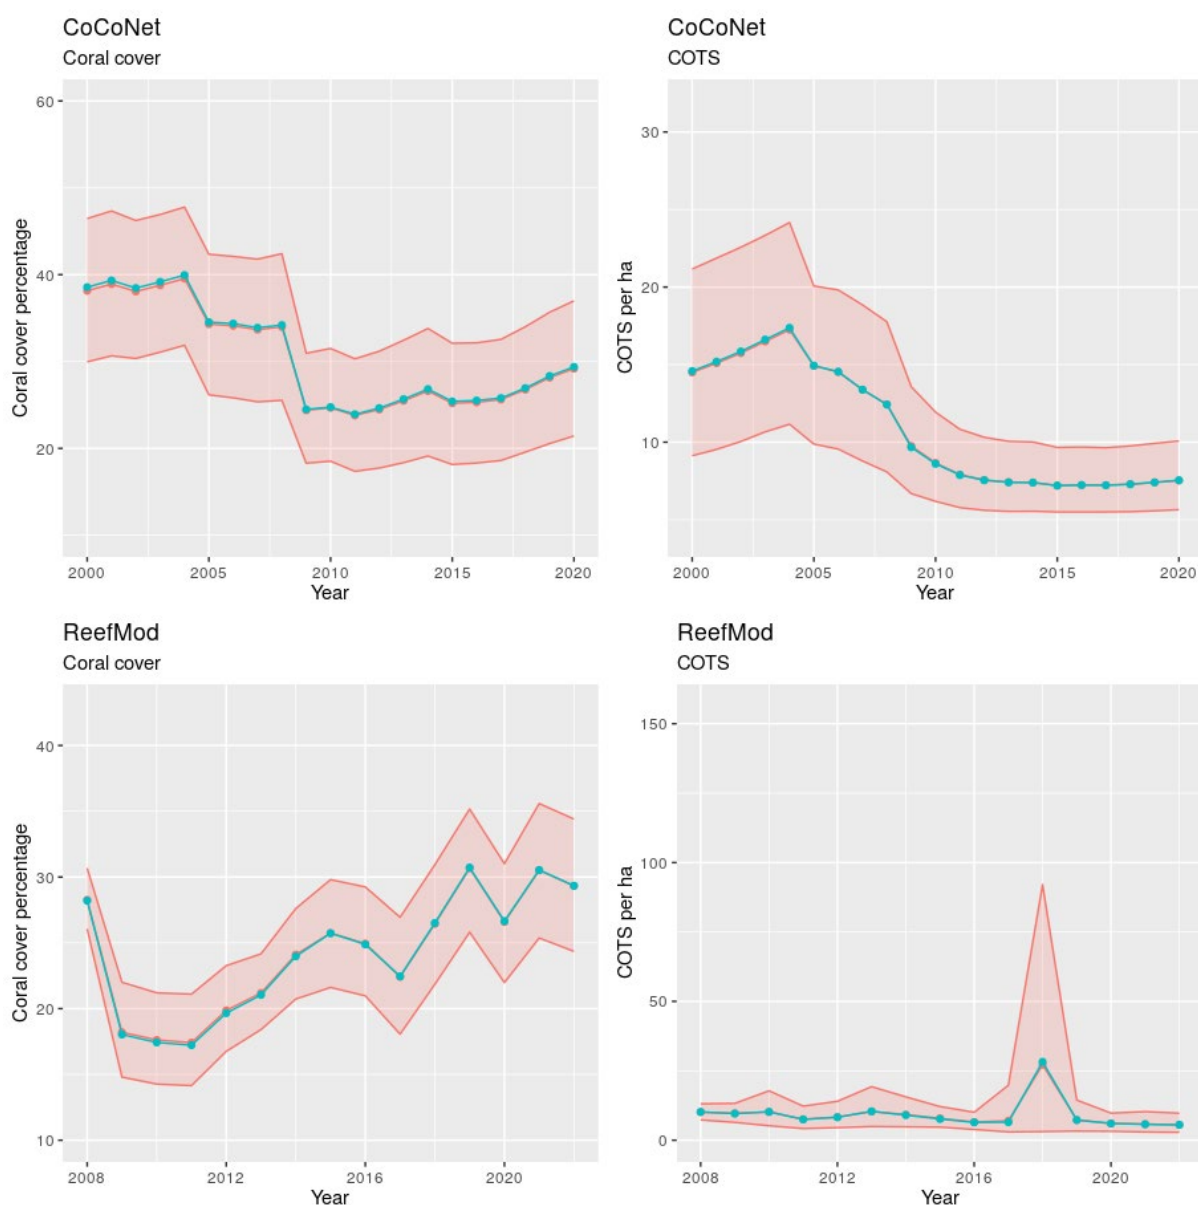 CoCoNet
Coral cover
Coral cover percentage
60
40
20
2000 2005 2010 2015 2020
Year
CoCoNet
COTS
COTS per ha
30
20
10
2000 2005 2010 2015 2020
Year
ReefMod
Coral cover
Coral cover percentage
40
30
20
10
2008 2012 2016 2020
Year
ReefMod
COTS
COTS per ha
150
100
50
0
2008 2012 2016 2020
Year